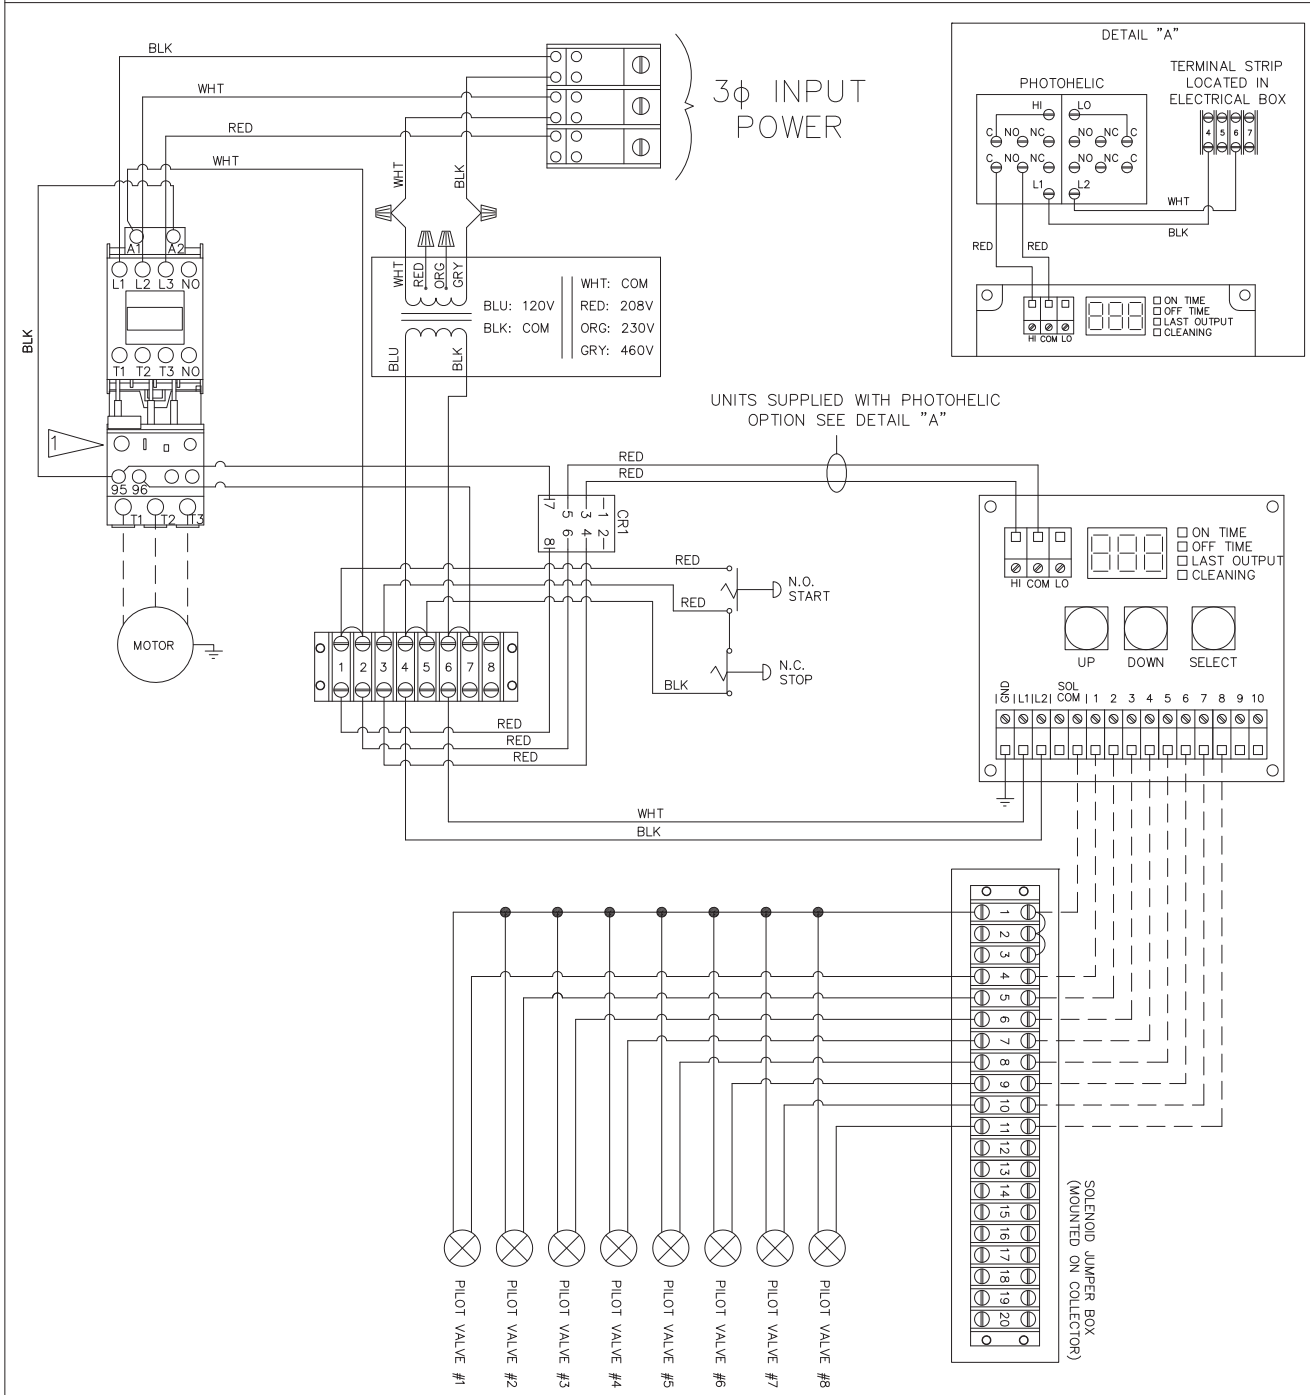 BLK
WHT
RED
WHT
3ϕ INPUT
POWER
WHT
BLK
A1 A2
L1 L2 L3 NO
T1 T2 T3 NO
BLK
1
95 96
T1 T2 T3
MOTOR
WHT RED ORG GRY
BLU: 120V
BLK: COM
WHT: COM
RED: 208V
ORG: 230V
GRY: 460V
BLU BLK
DETAIL "A"
PHOTOHELIC
TERMINAL STRIP
LOCATED IN
ELECTRICAL BOX
HI LO
C NO NC NO NC C
C NO NC NO NC C
L1 L2
4 5 6 7
WHT
BLK
RED RED
HI COM LO
ON TIME
OFF TIME
LAST OUTPUT
CLEANING
UNITS SUPPLIED WITH PHOTOHELIC
OPTION SEE DETAIL "A"
RED
RED
7 5 3 1
8 6 4 2
CR1
RED
N.O.
START
RED
N.C.
STOP
BLK
1 2 3 4 5 6 7 8
RED
RED
RED
WHT
BLK
HI COM LO
ON TIME
OFF TIME
LAST OUTPUT
CLEANING
UP DOWN SELECT
GND L1 L2 SOL COM 1 2 3 4 5 6 7 8 9 10
1
2
3
4
5
6
7
8
9
10
11
12
13
14
15
16
17
18
19
20
SOLENOID JUMPER BOX
(MOUNTED ON COLLECTOR)
PILOT VALVE #1
PILOT VALVE #2
PILOT VALVE #3
PILOT VALVE #4
PILOT VALVE #5
PILOT VALVE #6
PILOT VALVE #7
PILOT VALVE #8